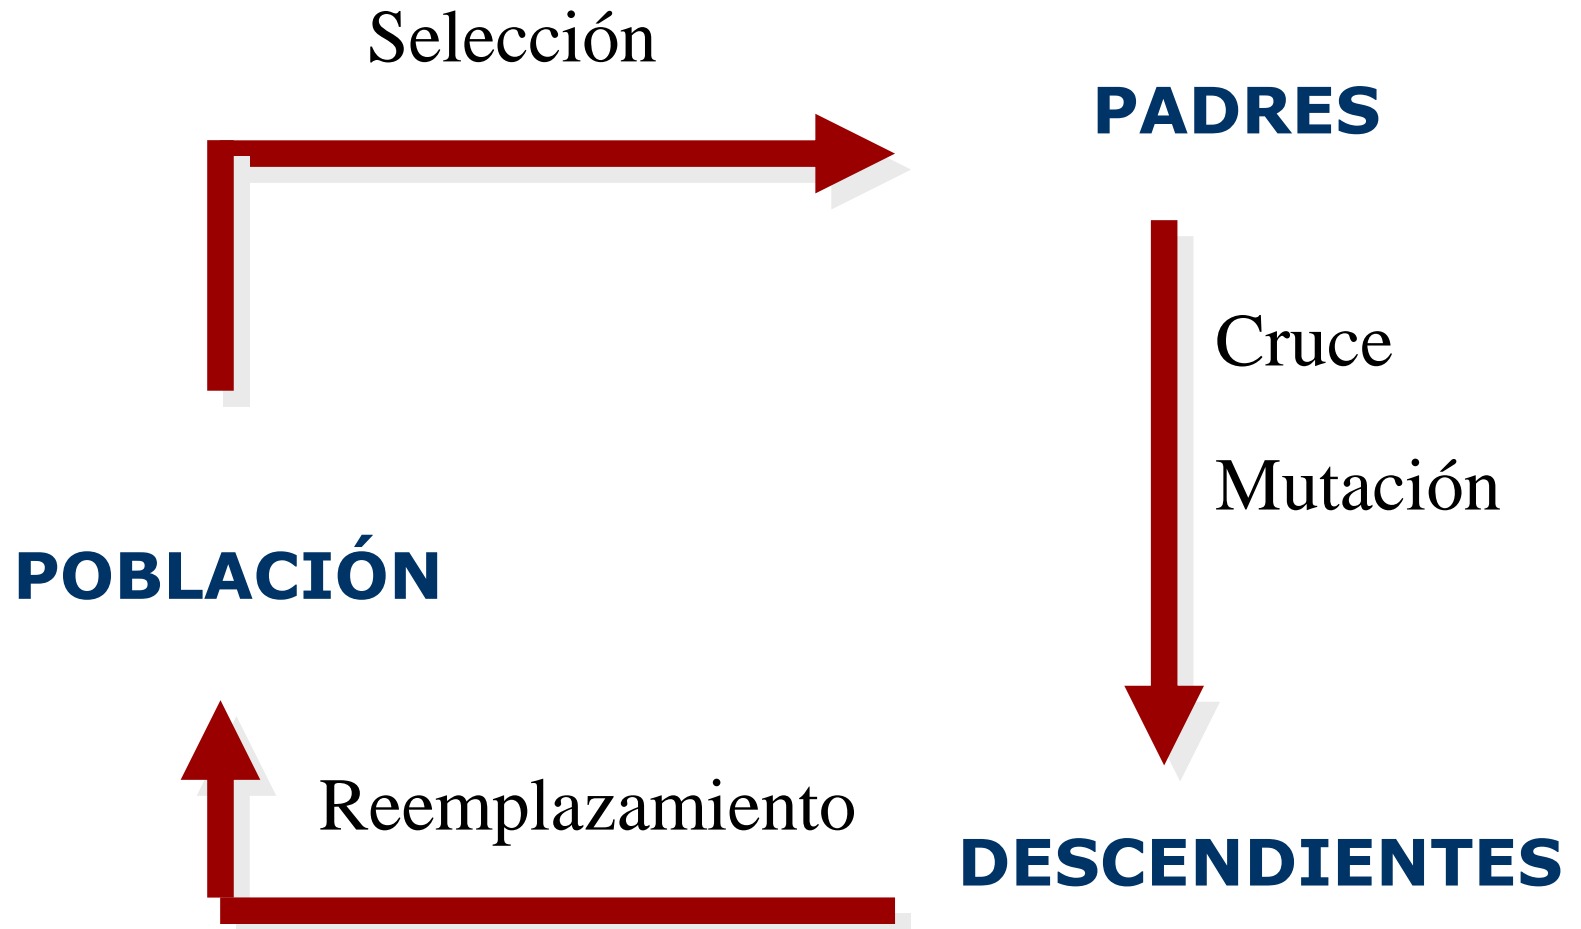 Selección
PADRES
Cruce
Mutación
POBLACIÓN
Reemplazamiento
DESCENDIENTES